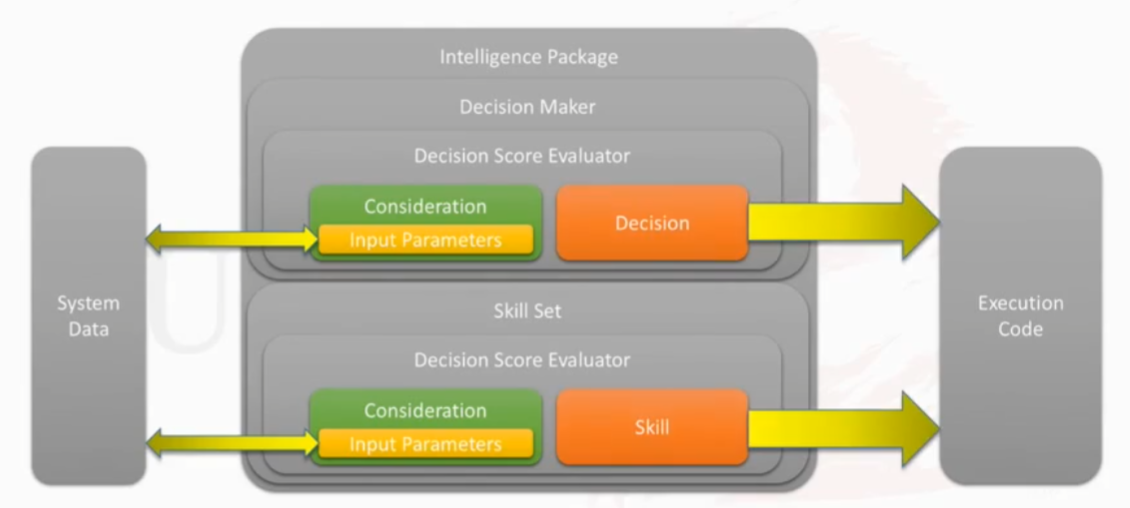 Intelligence Package
Decision Maker
Decision Score Evaluator
Consideration
Input Parameters
Decision
System
Data
Execution
Code
Skill Set
Decision Score Evaluator
Consideration
Input Parameters
Skill